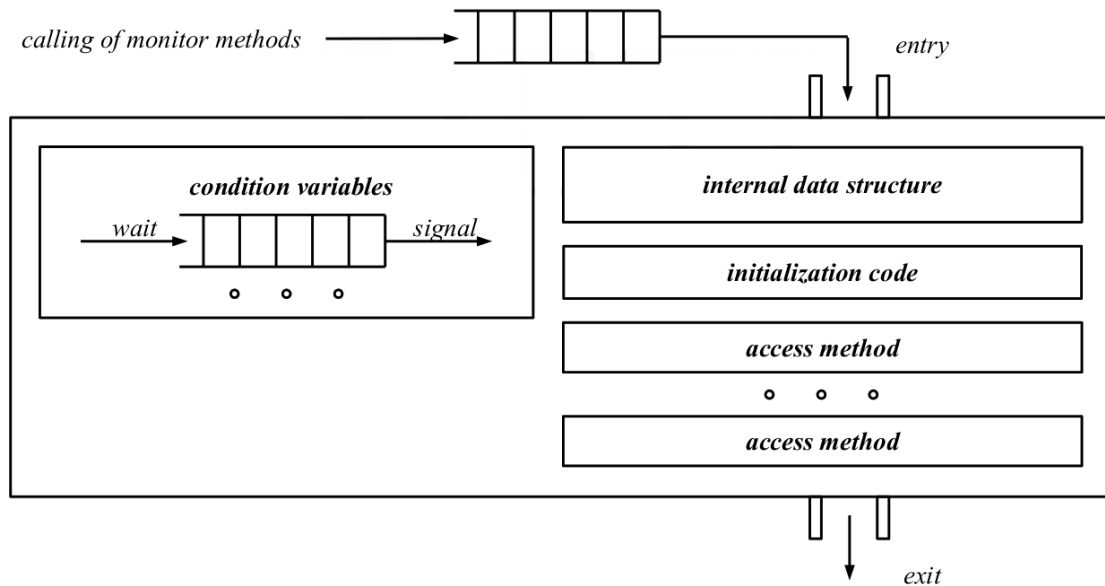 calling of monitor methods
entry
condition variables
wait
signal
internal data structure
initialization code
access method
access method
exit